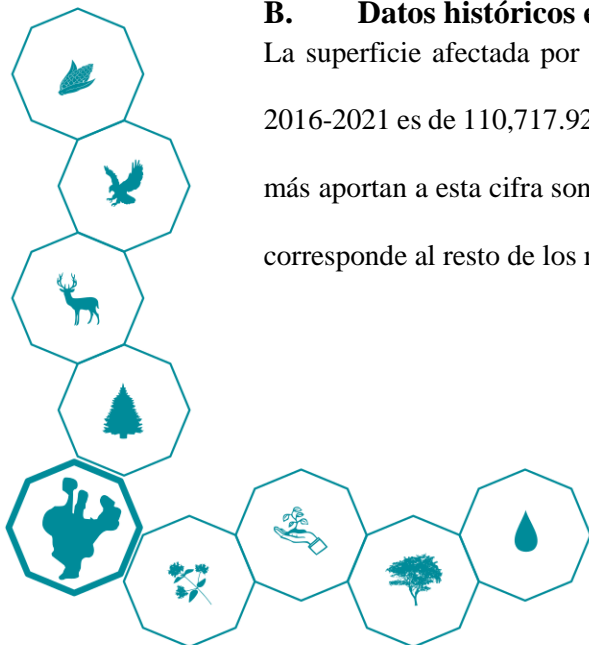 B. Datos históricos
La superficie afectada por
2016-2021 es de 110,717.92
más aportan a esta cifra son
corresponde al resto de los